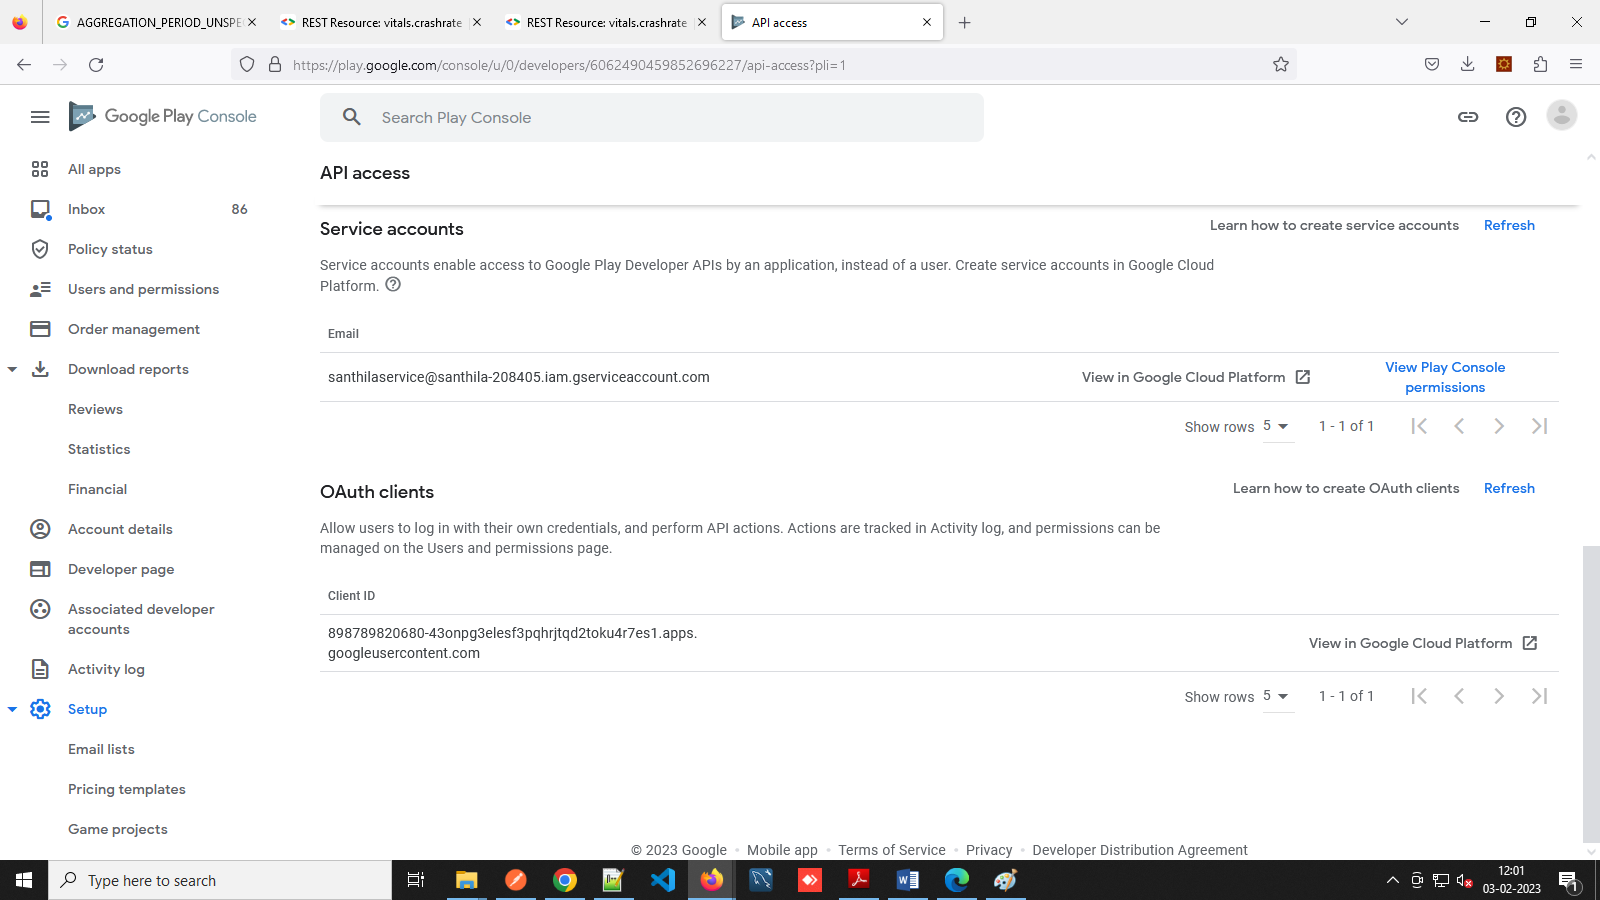 AGGREGATION_PERIOD_UNSPE
REST Resource: vitals.crashrate
REST Resource: vitals.crashrate
API access
https://play.google.com/console/u/0/developers/6062490459852696227/api-access?pli=1
Google Play Console
Search Play Console
All apps
Inbox 86
Policy status
Users and permissions
Order management
Download reports
Reviews
Statistics
Financial
Account details
Developer page
Associated developer
accounts
Activity log
Setup
Email lists
Pricing templates
Game projects
API access
Service accounts
Learn how to create service accounts
Refresh
Service accounts enable access to Google Play Developer APIs by an application, instead of a user. Create service accounts in Google Cloud
Platform.
Email
santhilaservice@santhila-208405.iam.gserviceaccount.com
View in Google Cloud Platform
View Play Console
permissions
Show rows 5 1 - 1 of 1
OAuth clients
Learn how to create OAuth clients
Refresh
Allow users to log in with their own credentials, and perform API actions. Actions are tracked in Activity log, and permissions can be
managed on the Users and permissions page.
Client ID
898789820680-43onpg3elesf3pqhrjtqd2toku4r7es1.apps.
googleusercontent.com
View in Google Cloud Platform
Show rows 5 1 - 1 of 1
© 2023 Google • Mobile app • Terms of Service • Privacy • Developer Distribution Agreement
Type here to search
12:01
03-02-2023
1